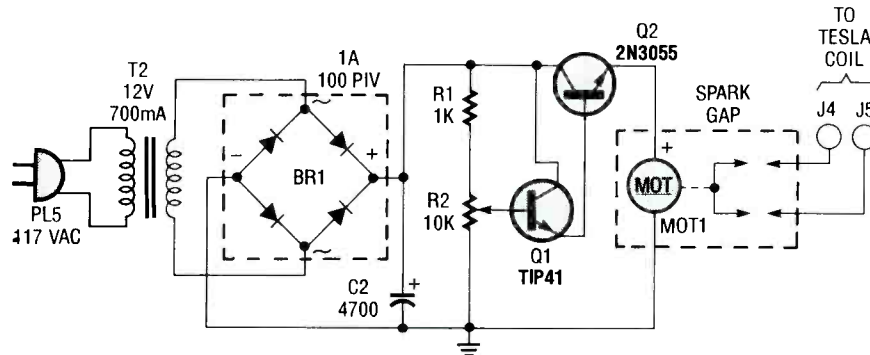 T2
12V
700mA
1A
100 PIV
~
−
+
BR1
~
PL5
117 VAC
C2
4700
+
R1
1K
R2
10K
Q1
TIP41
Q2
2N3055
SPARK
GAP
+
MOT
MOT1
TO
TESLA
COIL
J4
J5